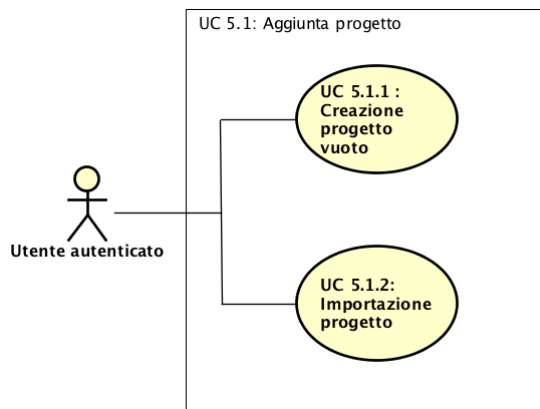 UC 5.1: Aggiunta progetto
UC 5.1.1 :
Creazione
progetto
vuoto
Utente autenticato
UC 5.1.2:
Importazione
progetto